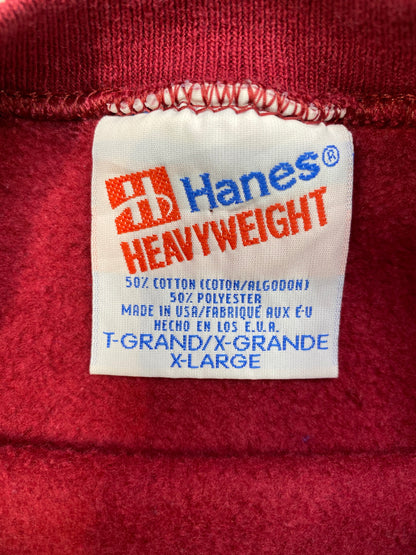 Hanes®
HEAVYWEIGHT
50% COTTON (COTON/ALGODON)
50% POLYESTER
MADE IN USA/FABRIQUÉ AUX É-U
HECHO EN LOS E.U.A.
T-GRAND/X-GRANDE
X-LARGE